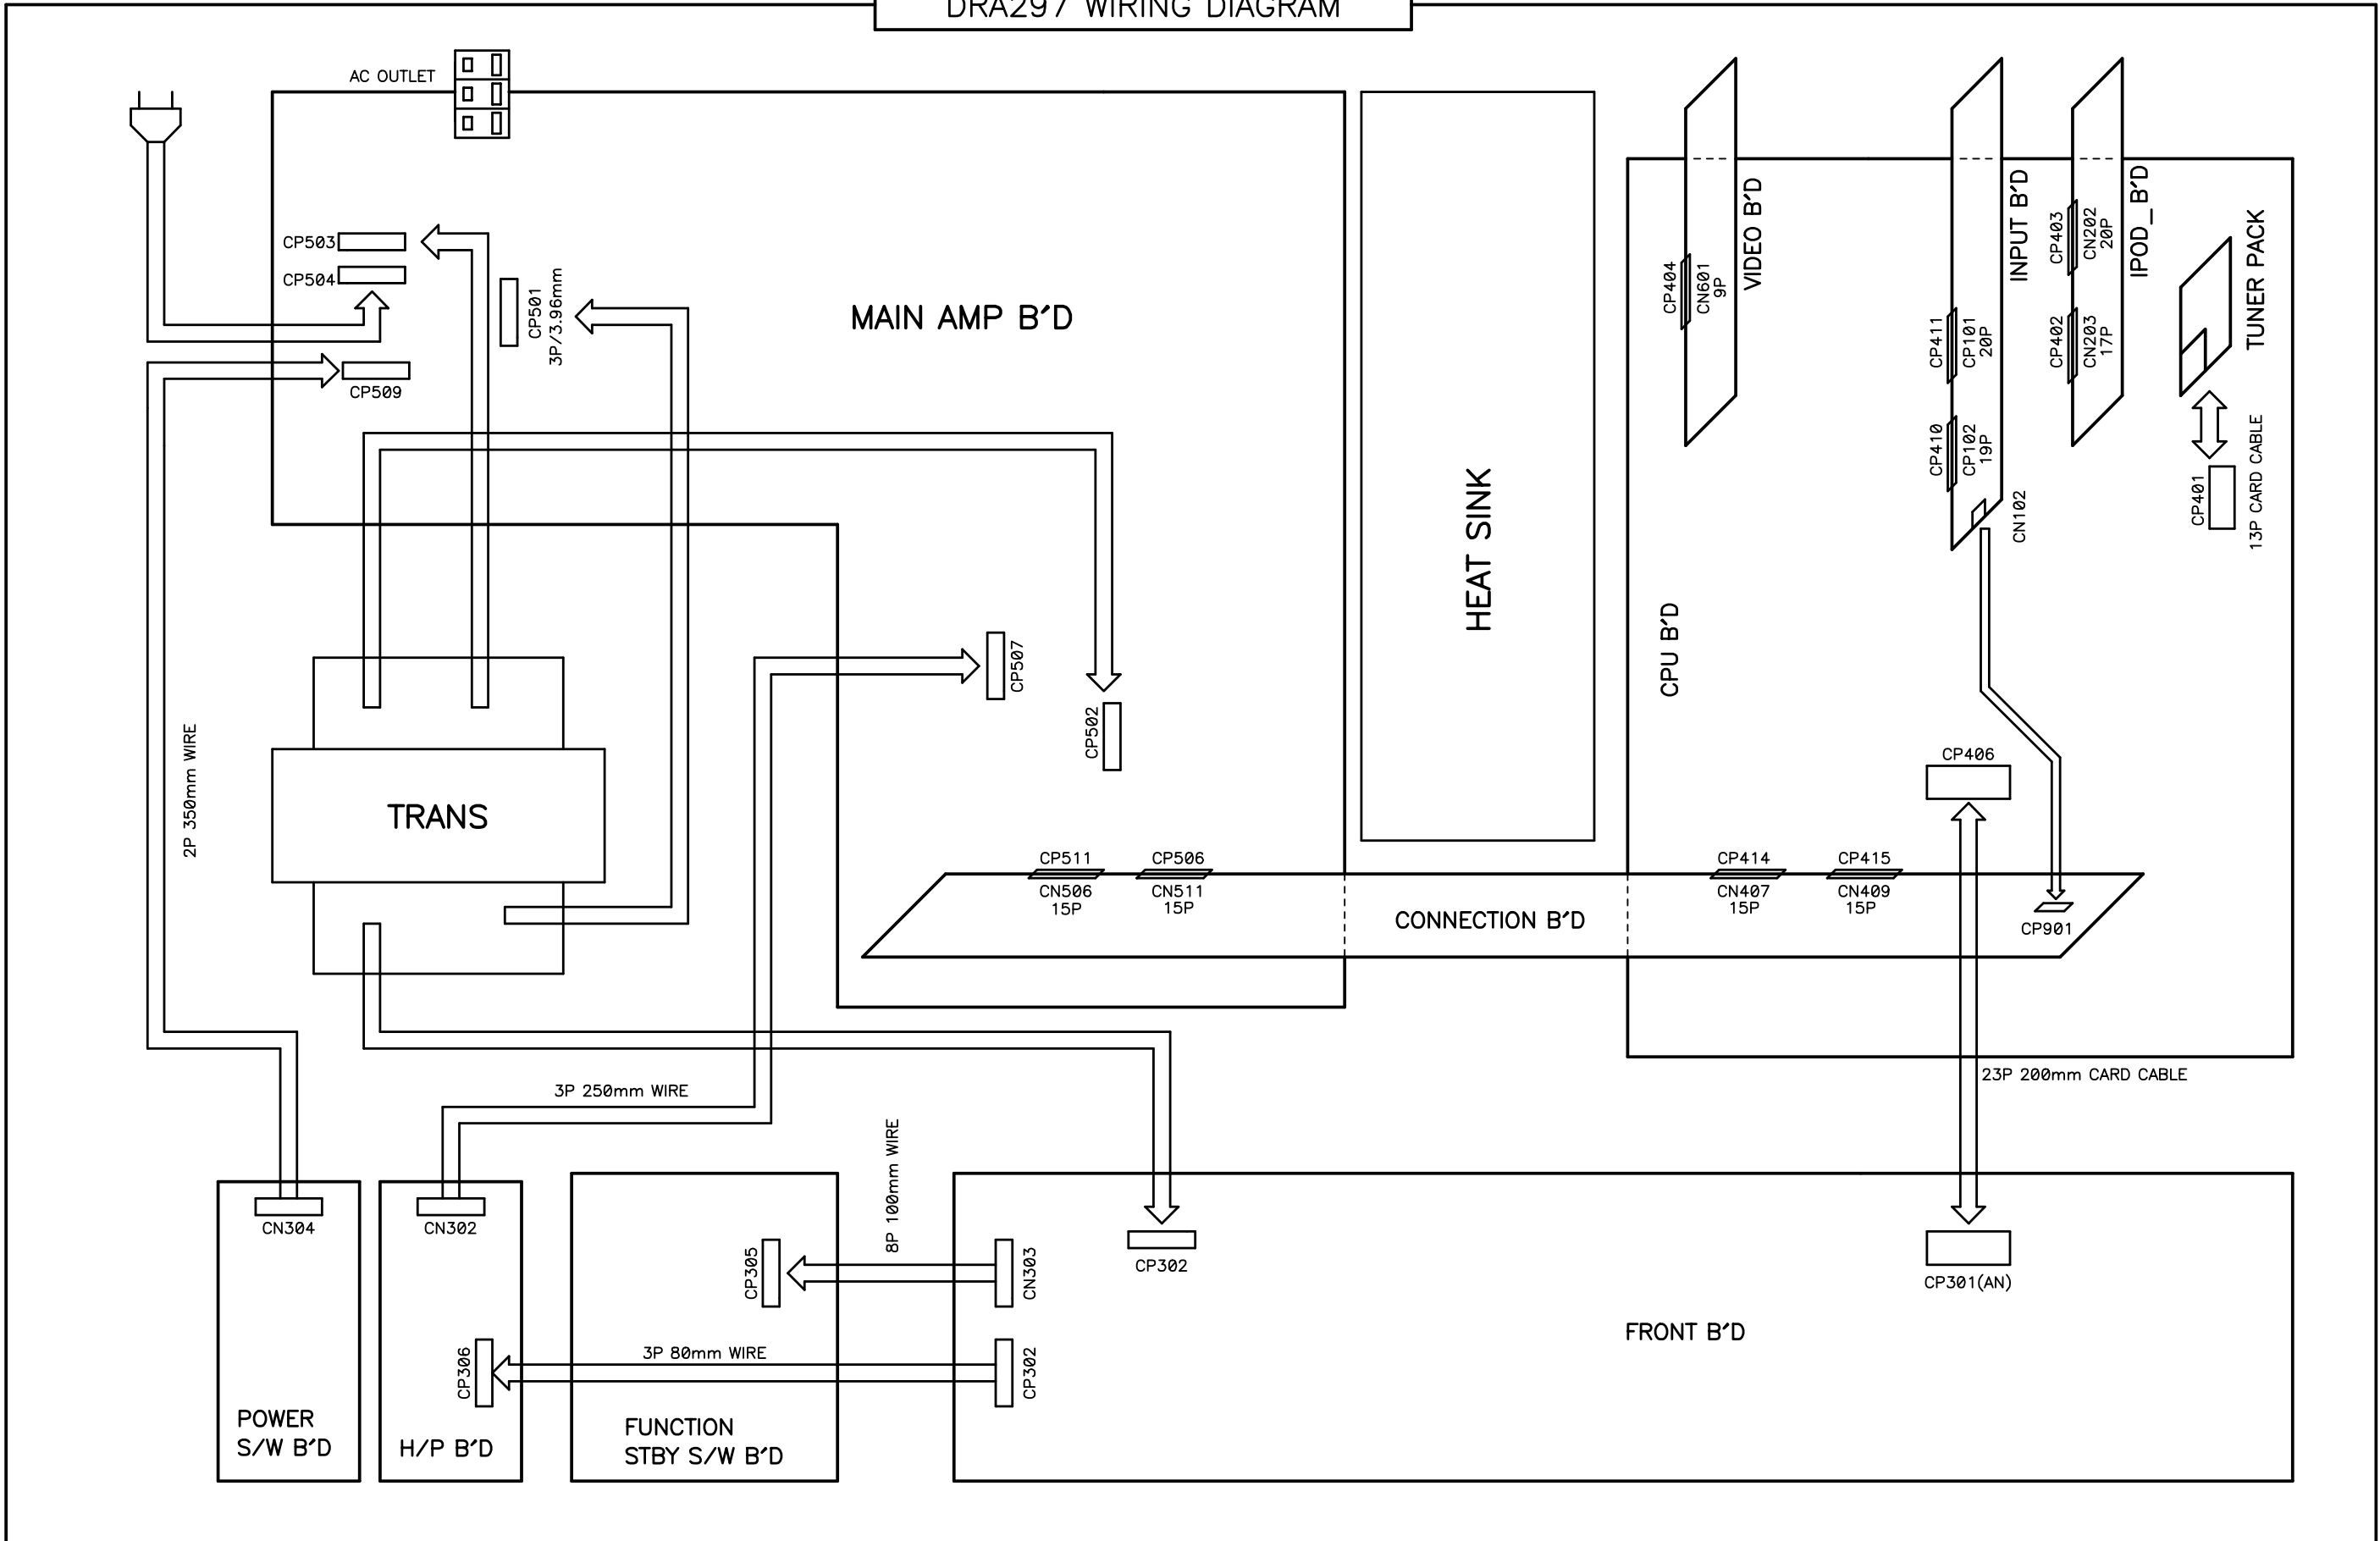 DRA297 WIRING DIAGRAM
AC OUTLET
CP503
CP504
CP501
3P/3.96mm
CP509
MAIN AMP B'D
HEAT SINK
CP404
CN601
9P
VIDEO B'D
CP411
CP101
20P
CP410
CP102
19P
INPUT B'D
CN102
CP403
CN202
20P
CP402
CN203
17P
IPOD_B'D
TUNER PACK
CP401
13P CARD CABLE
CPU B'D
CP507
CP502
2P 350mm WIRE
TRANS
CP406
CP511
CN506
15P
CP506
CN511
15P
CONNECTION B'D
CP414
CN407
15P
CP415
CN409
15P
CP901
23P 200mm CARD CABLE
3P 250mm WIRE
8P 100mm WIRE
CN304
CN302
CP305
CN303
CP302
CP301(AN)
FRONT B'D
CP306
3P 80mm WIRE
CP302
POWER
S/W B'D
H/P B'D
FUNCTION
STBY S/W B'D